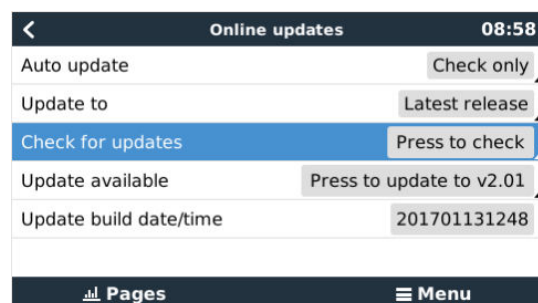 Online updates 08:58
Auto update Check only
Update to Latest release
Check for updates Press to check
Update available Press to update to v2.01
Update build date/time 201701131248
Pages Menu